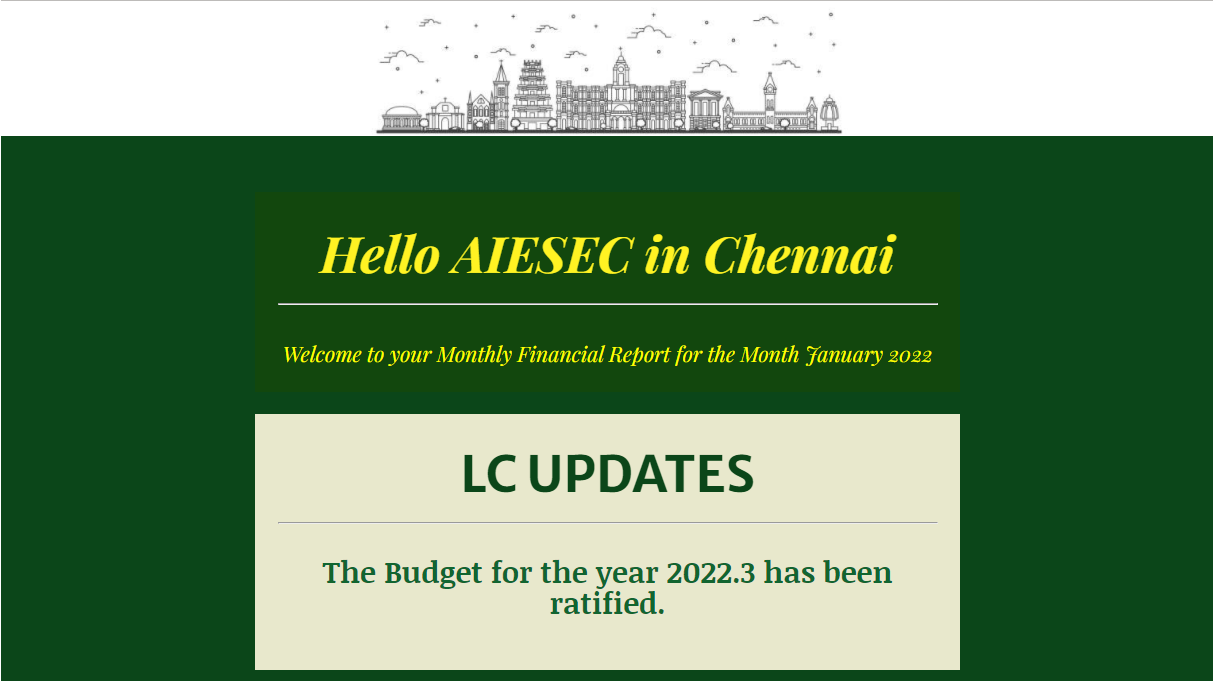 Hello AIESEC in Chennai
Welcome to your Monthly Financial Report for the Month January 2022
LC UPDATES
The Budget for the year 2022.3 has been
ratified.